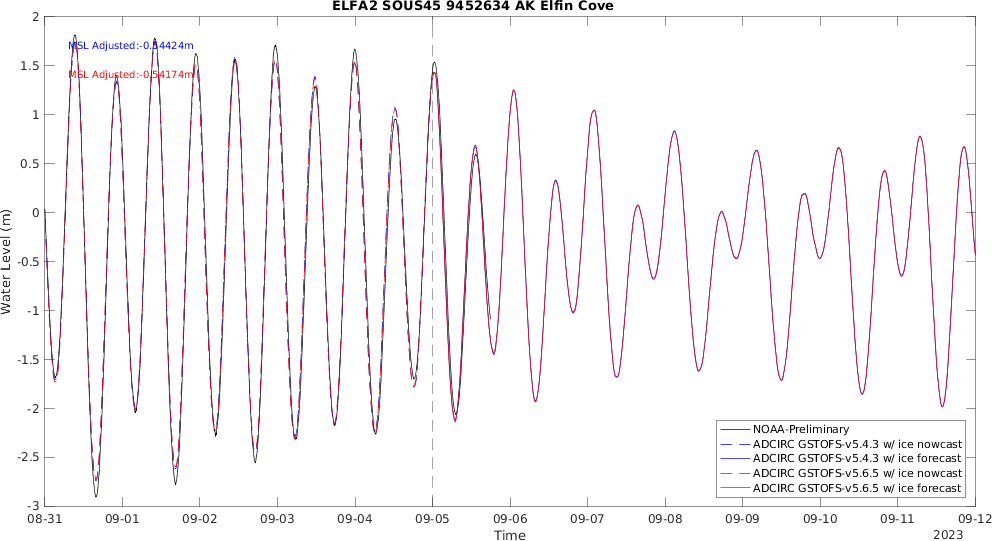 ELFA2 SOUS45 9452634 AK Elfin Cove
MSL Adjusted:-0.54424m
MSL Adjusted:-0.54174m
2
1.5
1
0.5
0
-0.5
-1
-1.5
-2
-2.5
-3
Water Level (m)
08-31 09-01 09-02 09-03 09-04 09-05 09-06 09-07 09-08 09-09 09-10 09-11 09-12
Time
2023
NOAA-Preliminary
ADCIRC GSTOFS-v5.4.3 w/ ice nowcast
ADCIRC GSTOFS-v5.4.3 w/ ice forecast
ADCIRC GSTOFS-v5.6.5 w/ ice nowcast
ADCIRC GSTOFS-v5.6.5 w/ ice forecast